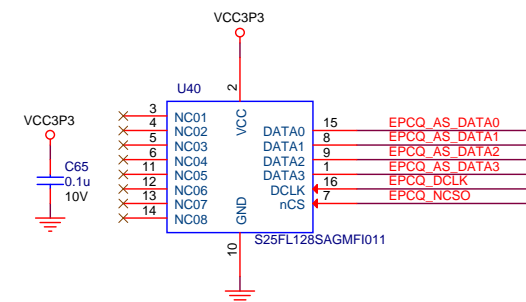 VCC3P3
U40
2
VCC
3 NC01
4 NC02
5 NC03
6 NC04
11 NC05
12 NC06
13 NC07
14 NC08
DATA0 15 EPCQ_AS_DATA0
DATA1 8 EPCQ_AS_DATA1
DATA2 9 EPCQ_AS_DATA2
DATA3 1 EPCQ_AS_DATA3
DCLK 16 EPCQ_DCLK
nCS 7 EPCQ_NCSO
GND
10
S25FL128SAGMFI011
VCC3P3
C65
0.1u
10V